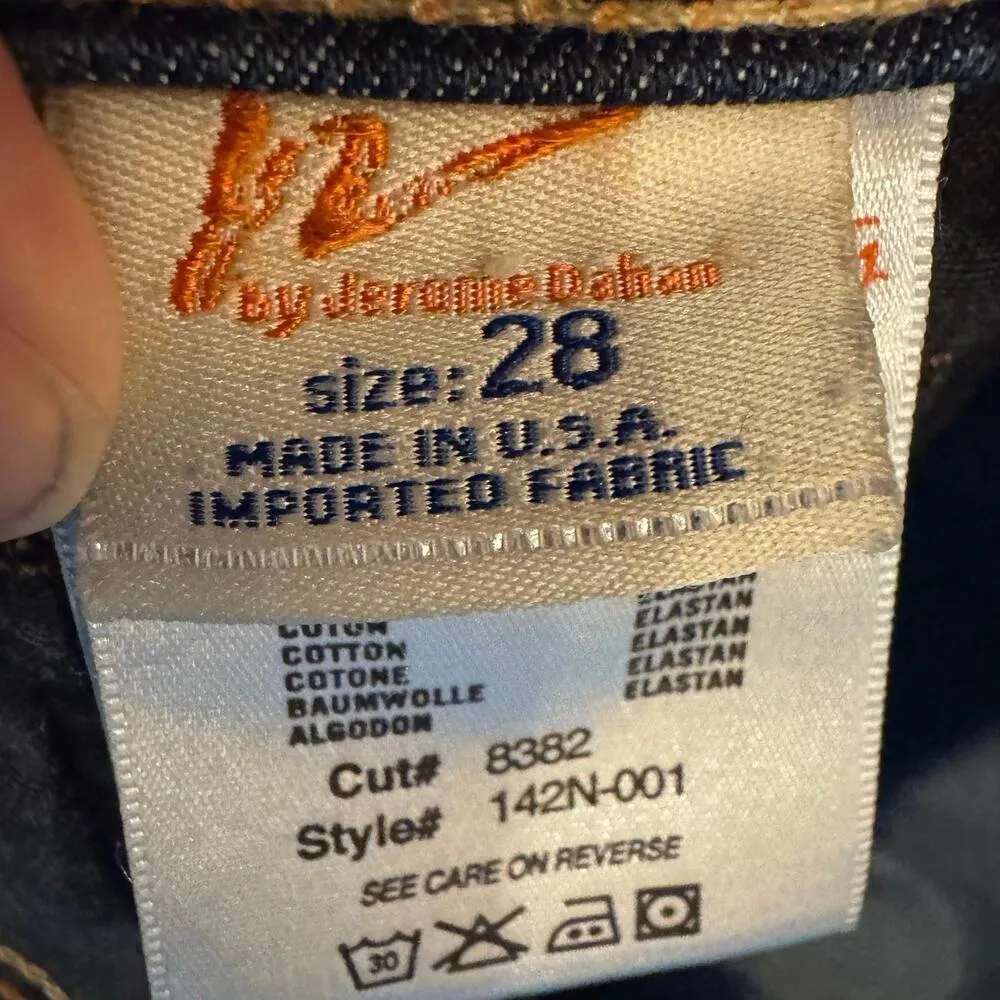 by Jerome Dahan
size: 28
MADE IN U.S.A.
IMPORTED FABRIC
ELASTAN
COTTON ELASTAN
COTONE ELASTAN
BAUMWOLLE ELASTAN
ALGODON
Cut# 8382
Style# 142N-001
SEE CARE ON REVERSE
30